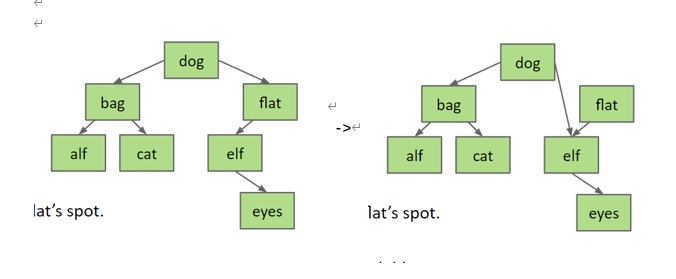 dog
bag
flat
alf
cat
elf
eyes
lat's spot.
->
dog
bag
flat
alf
cat
elf
eyes
lat's spot.